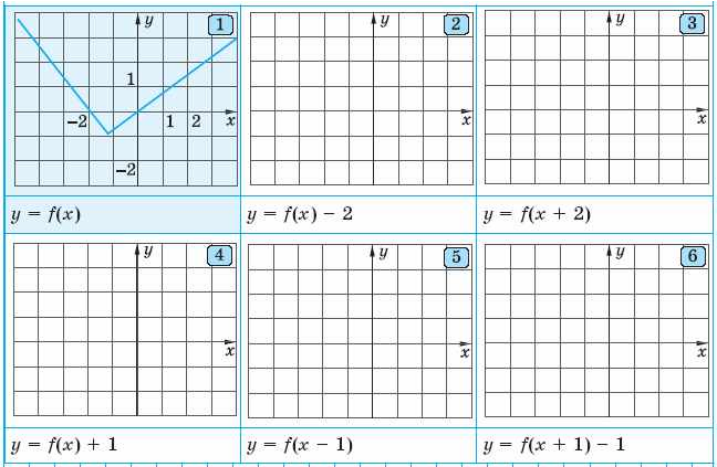 y 1
1
−2 1 2 x
−2
y = f(x)
y 2
x
y = f(x) − 2
y 3
x
y = f(x + 2)
y 4
x
y = f(x) + 1
y 5
x
y = f(x − 1)
y 6
x
y = f(x + 1) − 1